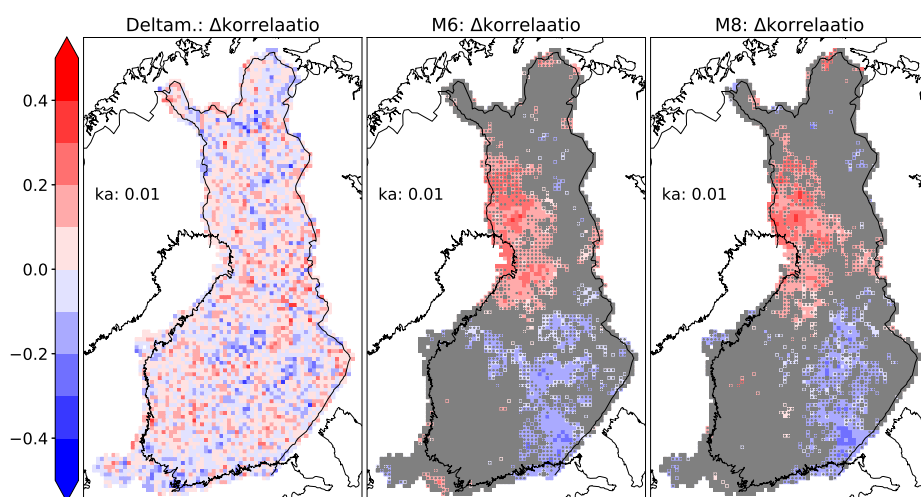 Deltam.: Δkorrelaatio
M6: Δkorrelaatio
M8: Δkorrelaatio
0.4
0.2
0.0
−0.2
−0.4
ka: 0.01
ka: 0.01
ka: 0.01